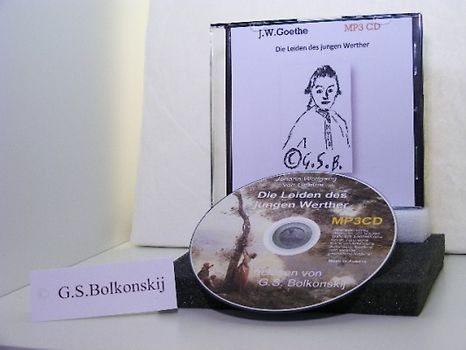 J.W.Goethe MP3 CD
Die Leiden des jungen Werther
©G.S.B.
Johann Wolfgang
von Goethe
Die Leiden des
jungen Werther
MP3CD
gelesen von
G.S. Bolkonskij
© G.S.Bolkonskij